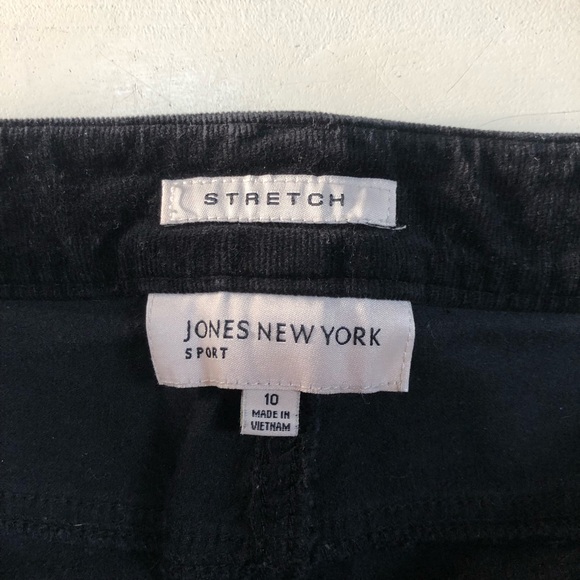 STRETCH
JONES NEW YORK
SPORT
10
MADE IN
VIETNAM